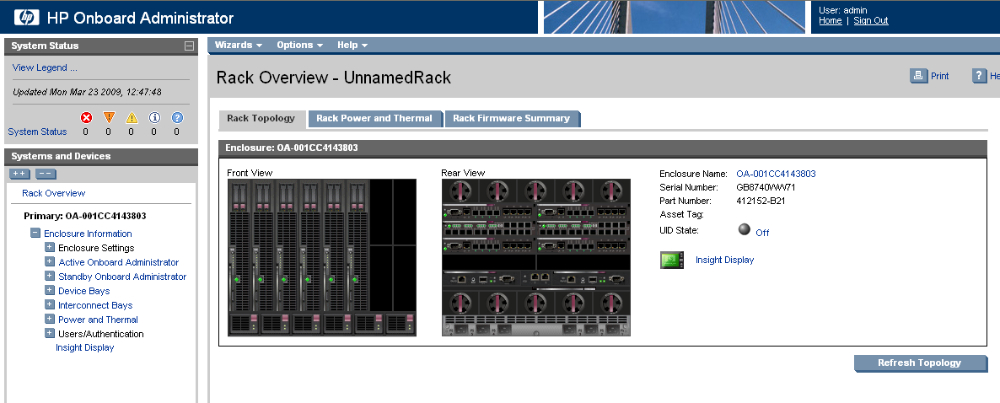 hp HP Onboard Administrator
User: admin
Home | Sign Out
System Status
View Legend ...
Updated Mon Mar 23 2009, 12:47:48
System Status 0 0 0 0 0
Systems and Devices
++ --
Rack Overview
Primary: OA-001CC4143803
Enclosure Information
Enclosure Settings
Active Onboard Administrator
Standby Onboard Administrator
Device Bays
Interconnect Bays
Power and Thermal
Users/Authentication
Insight Display
Wizards Options Help
Rack Overview - UnnamedRack
Print ? He
Rack Topology Rack Power and Thermal Rack Firmware Summary
Enclosure: OA-001CC4143803
Front View
Rear View
Enclosure Name: OA-001CC4143803
Serial Number: GB8740WW71
Part Number: 412152-B21
Asset Tag:
UID State: Off
Insight Display
Refresh Topology